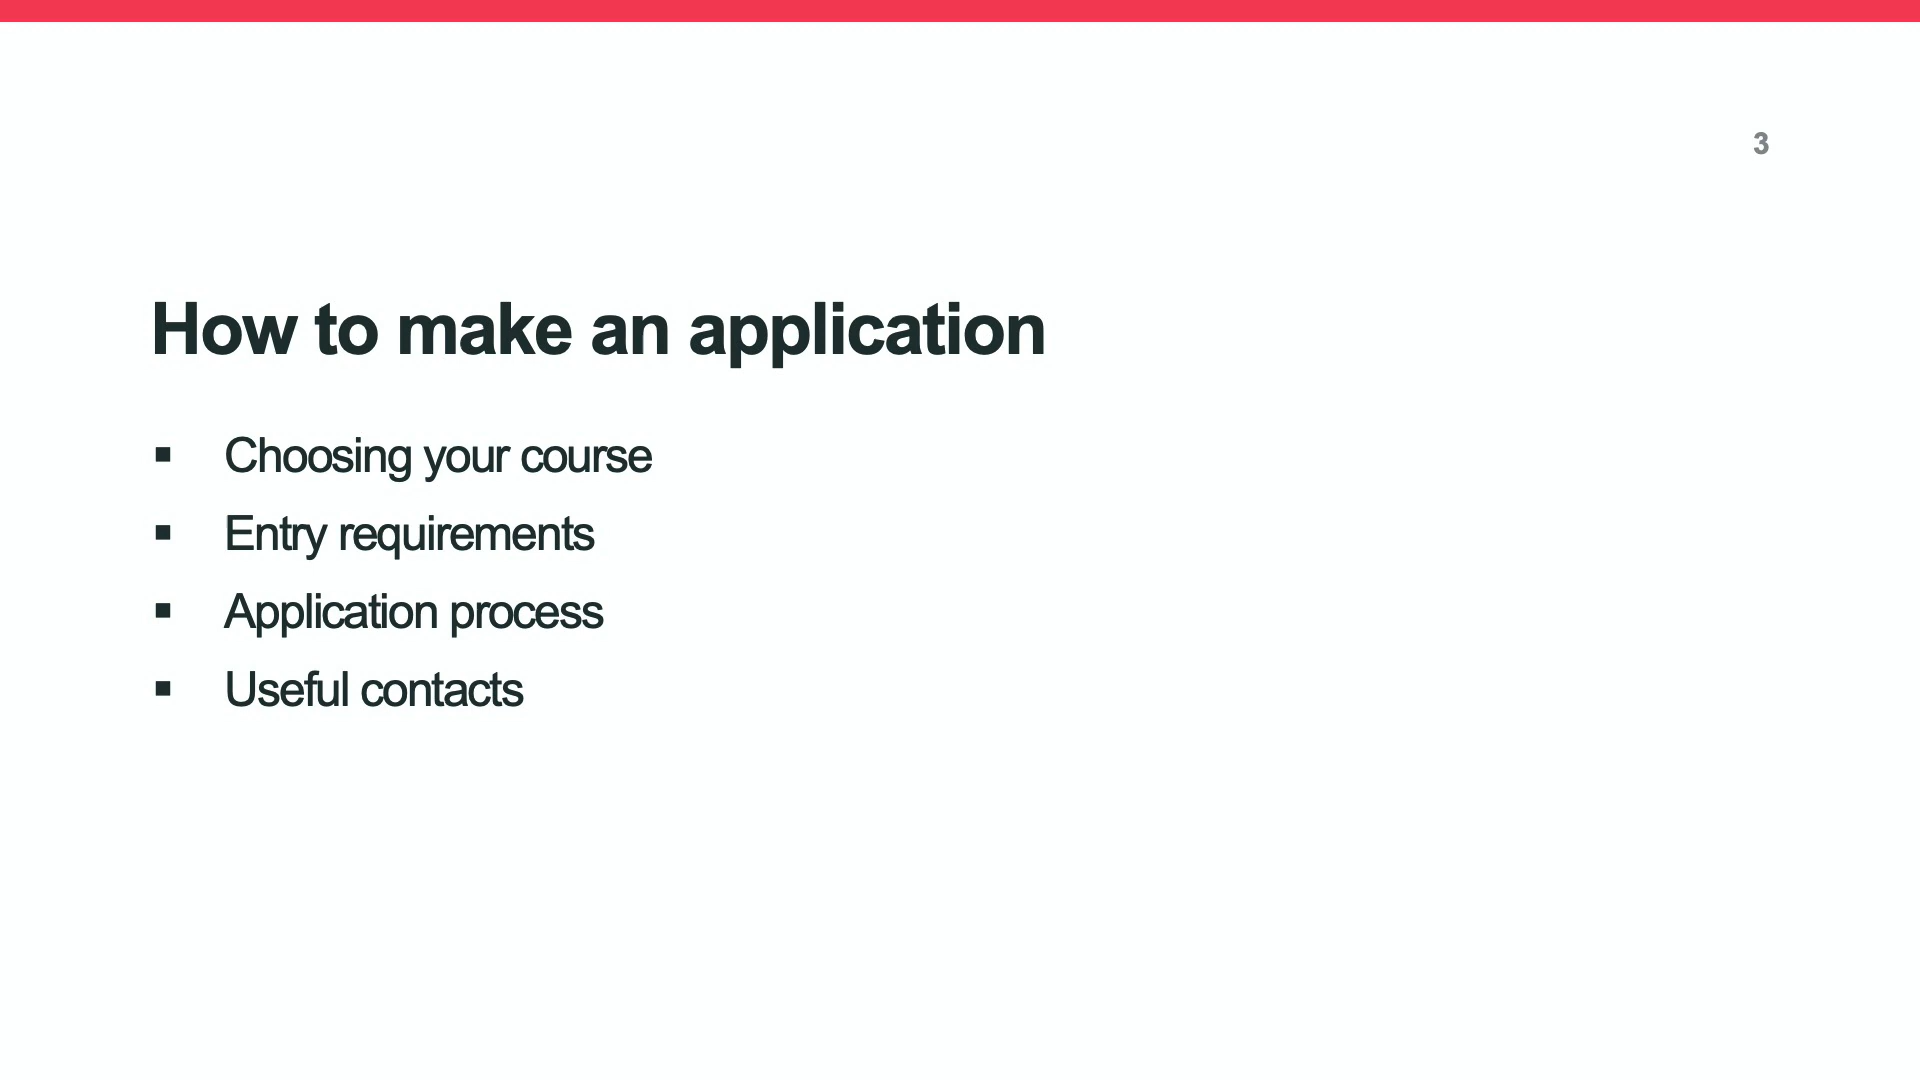 3
How to make an application
▪ Choosing your course
▪ Entry requirements
▪ Application process
▪ Useful contacts